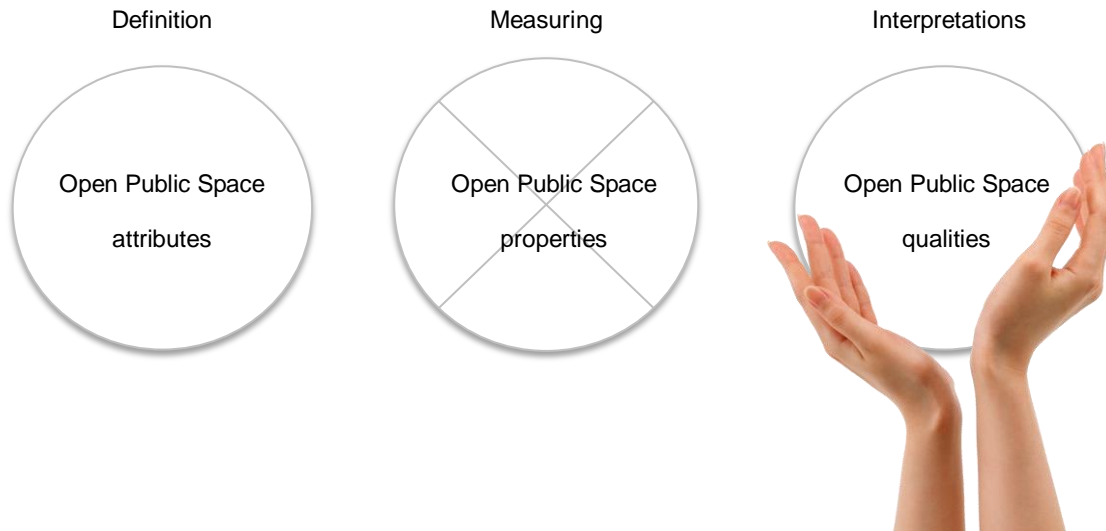 Definition
Measuring
Interpretations
Open Public Space
attributes
Open Public Space
properties
Open Public Space
qualities